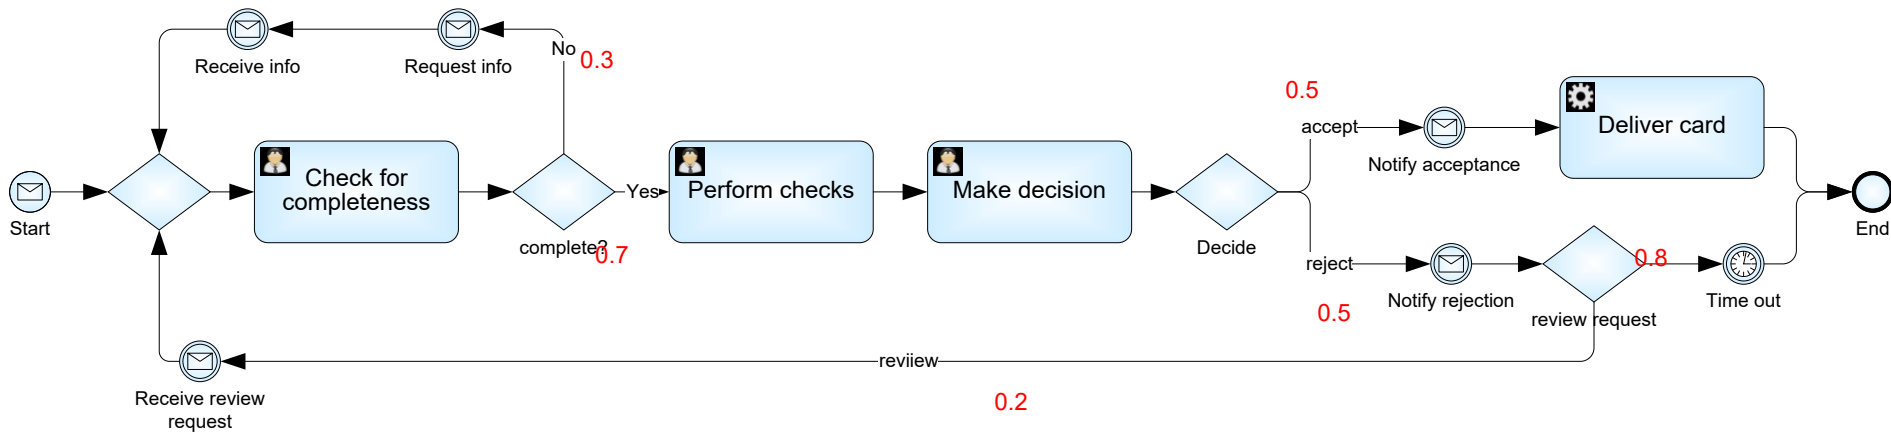 No
0.3
Receive info
Request info
0.5
accept
Deliver card
Notify acceptance
Check for
completeness
Yes
Perform checks
Make decision
Start
complete?
0.7
Decide
End
reject
0.8
Notify rejection
Time out
0.5
review request
reviiew
0.2
Receive review
request